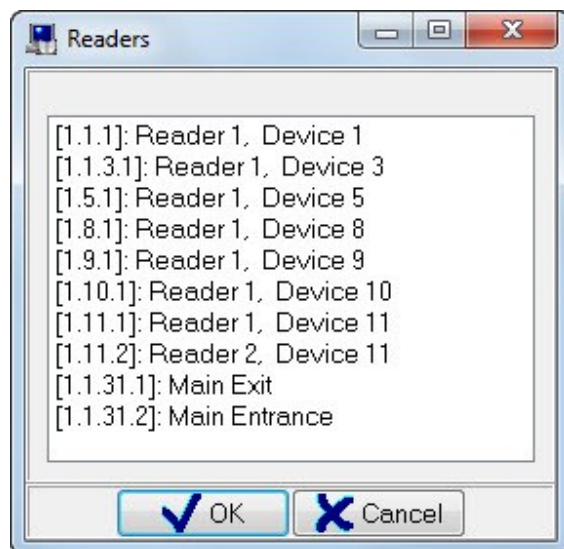 Readers
[1.1.1]: Reader 1, Device 1
[1.1.3.1]: Reader 1, Device 3
[1.5.1]: Reader 1, Device 5
[1.8.1]: Reader 1, Device 8
[1.9.1]: Reader 1, Device 9
[1.10.1]: Reader 1, Device 10
[1.11.1]: Reader 1, Device 11
[1.11.2]: Reader 2, Device 11
[1.1.31.1]: Main Exit
[1.1.31.2]: Main Entrance
OK Cancel